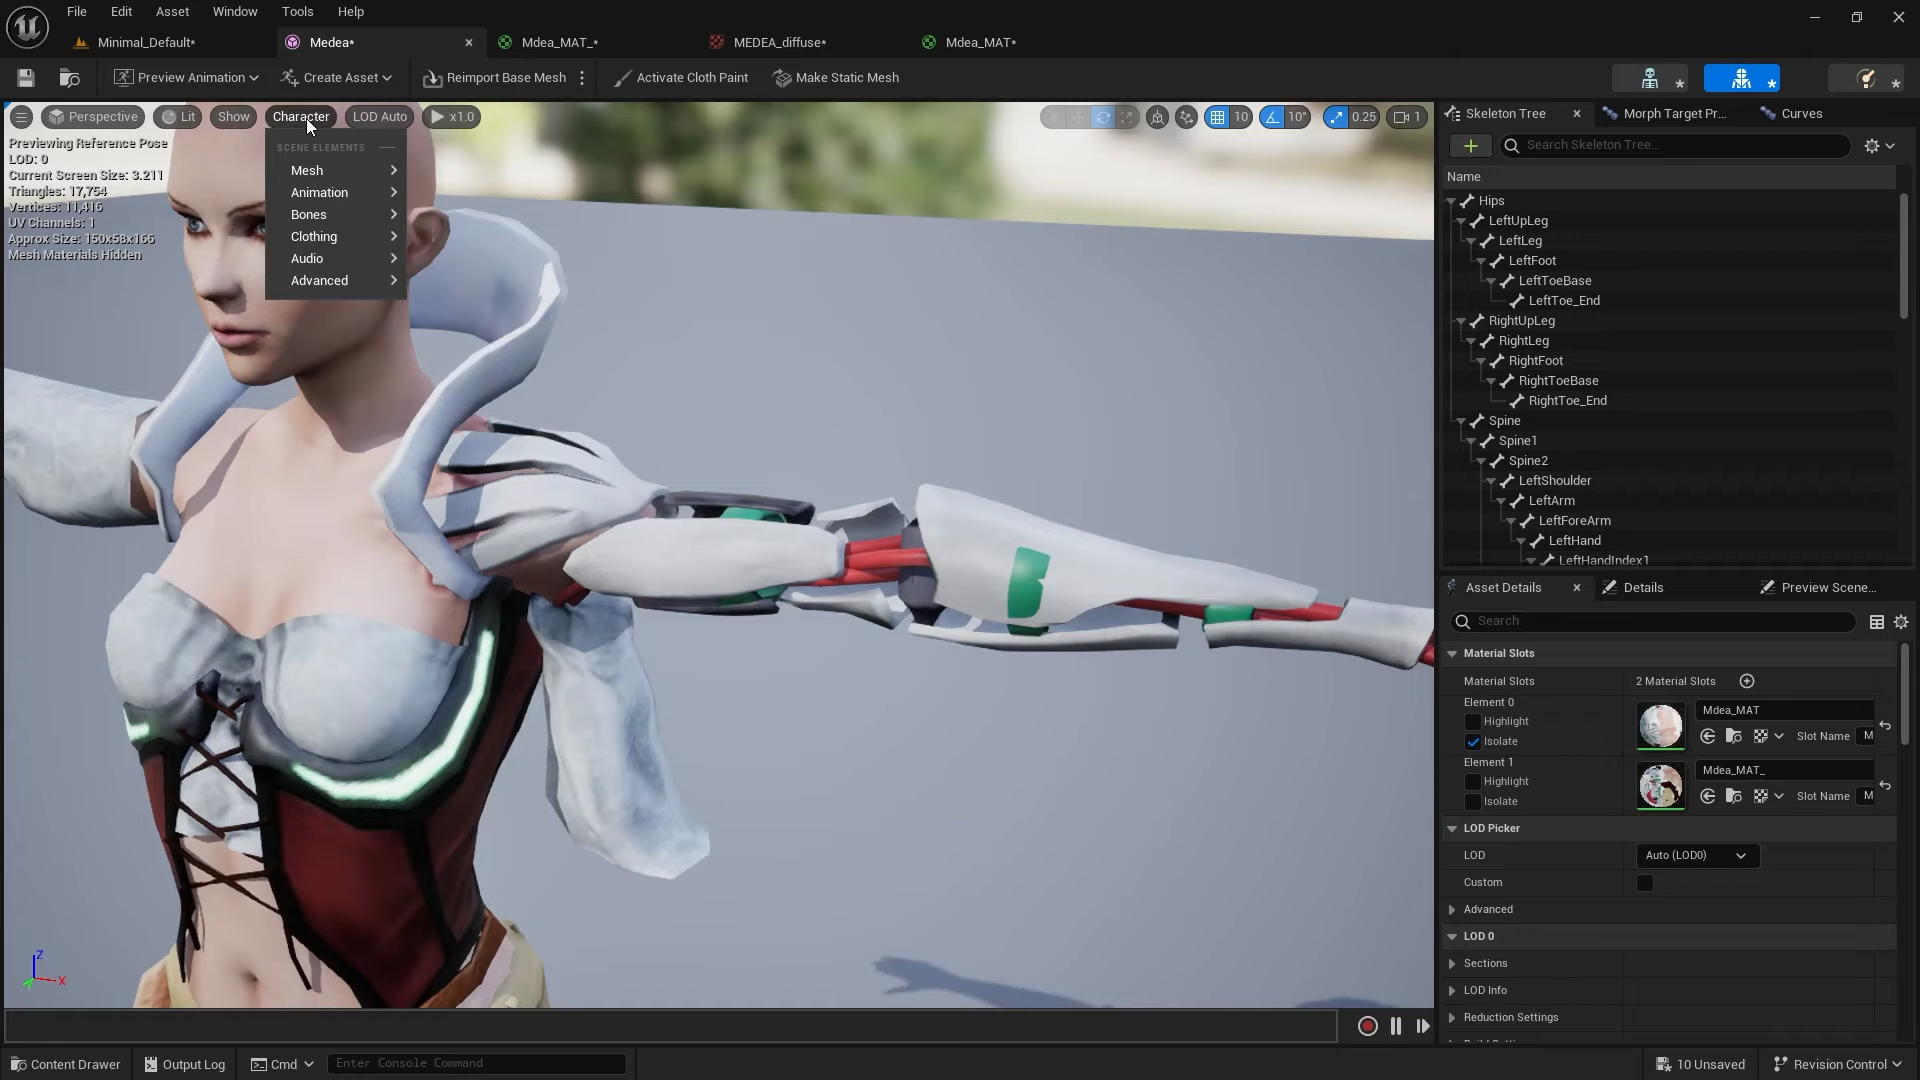 File Edit Asset Window Tools Help
Minimal_Default* Medea* Mdea_MAT_* MEDEA_diffuse* Mdea_MAT*
Preview Animation Create Asset Reimport Base Mesh Activate Cloth Paint Make Static Mesh
Perspective Lit Show Character LOD Auto x1.0 10 10° 0.25 1
Previewing Reference Pose
LOD: 0
Current Screen Size: 3.211
Triangles: 17,754
Vertices: 11,416
UV Channels: 1
Approx Size: 150x58x166
Mesh Materials Hidden
SCENE ELEMENTS
Mesh
Animation
Bones
Clothing
Audio
Advanced
Z
X
Skeleton Tree Morph Target Pr... Curves
Search Skeleton Tree...
Name
Hips
LeftUpLeg
LeftLeg
LeftFoot
LeftToeBase
LeftToe_End
RightUpLeg
RightLeg
RightFoot
RightToeBase
RightToe_End
Spine
Spine1
Spine2
LeftShoulder
LeftArm
LeftForeArm
LeftHand
LeftHandIndex1
Asset Details Details Preview Scene...
Search
Material Slots
Material Slots 2 Material Slots
Element 0
Highlight
Isolate
Mdea_MAT
Slot Name M
Element 1
Highlight
Isolate
Mdea_MAT_
Slot Name M
LOD Picker
LOD Auto (LOD0)
Custom
Advanced
LOD 0
Sections
LOD Info
Reduction Settings
Content Drawer Output Log Cmd Enter Console Command 10 Unsaved Revision Control